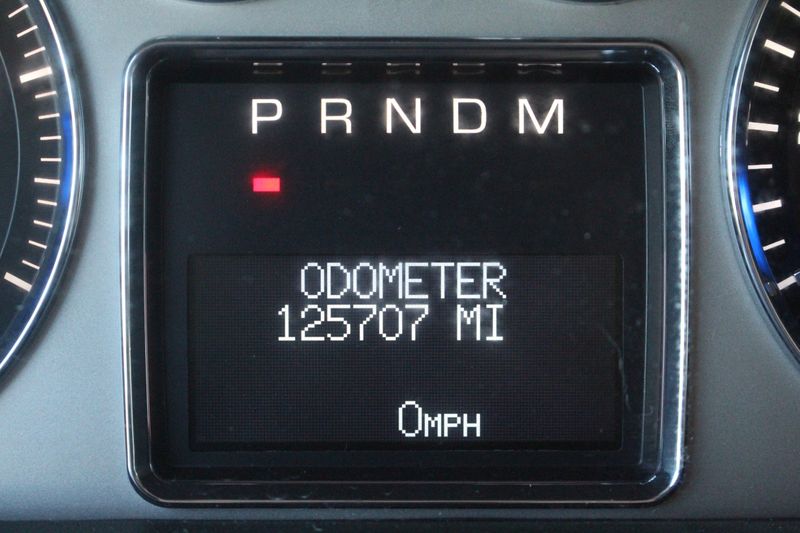 P R N D M
ODOMETER
125707 MI
0MPH